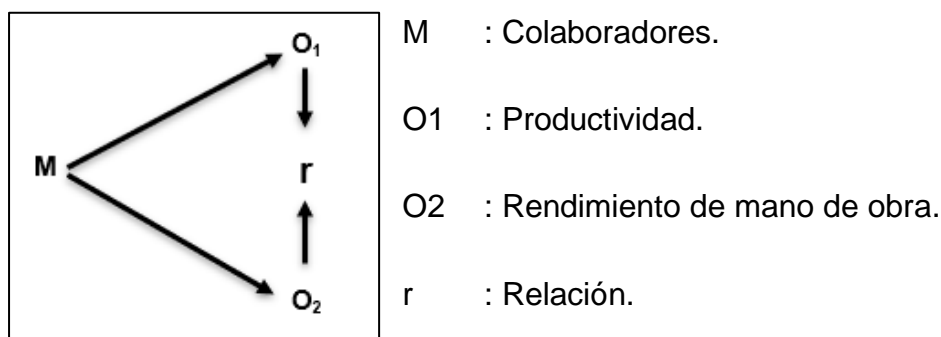 O₁
M
r
O₂
M : Colaboradores.
O1 : Productividad.
O2 : Rendimiento de mano de obra.
r : Relación.